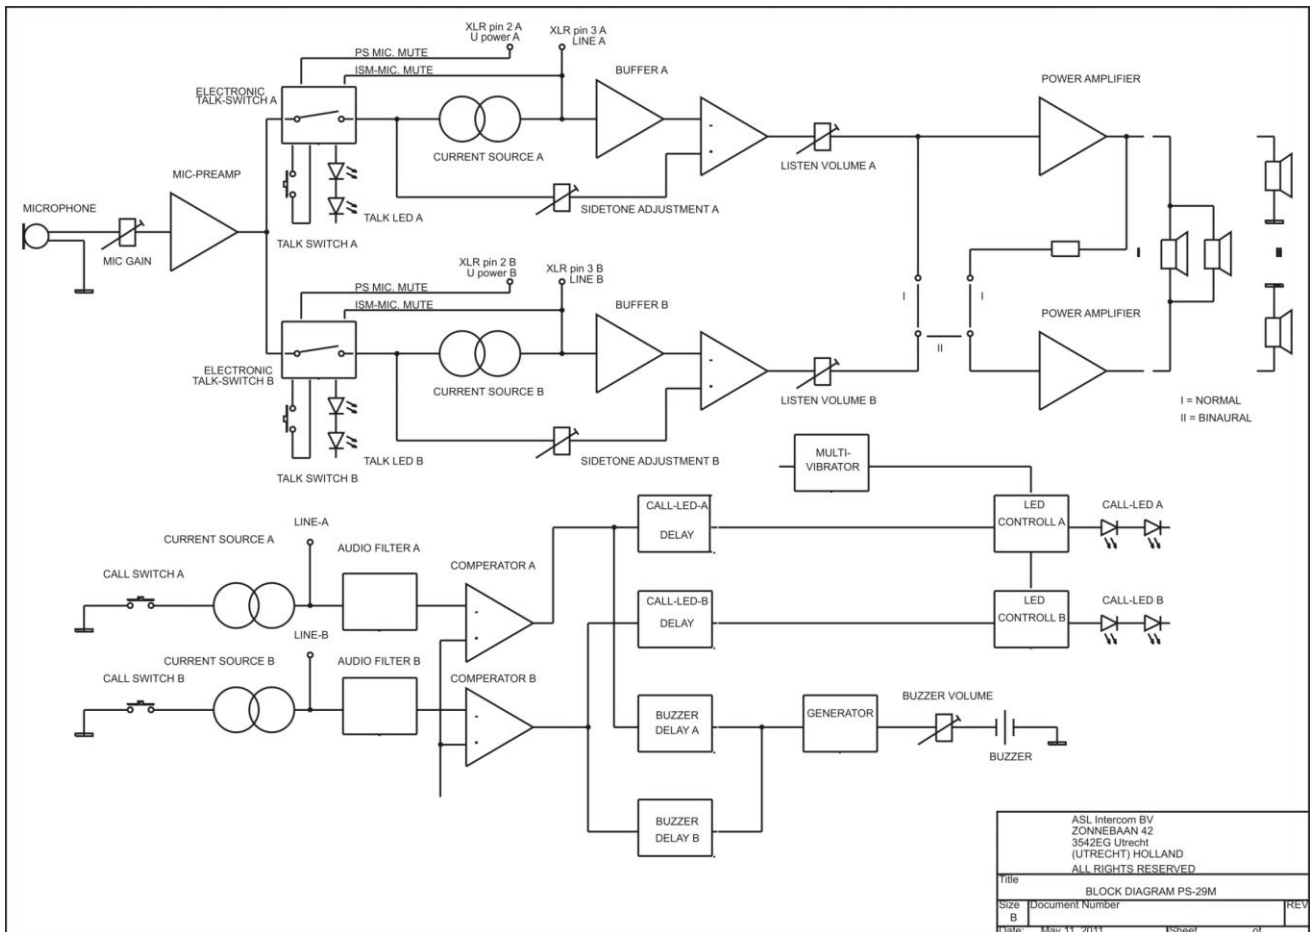 XLR pin 2 A
U power A
XLR pin 3 A
LINE A
PS MIC. MUTE
ISM-MIC. MUTE
BUFFER A
POWER AMPLIFIER
ELECTRONIC
TALK-SWITCH A
CURRENT SOURCE A
LISTEN VOLUME A
MIC-PREAMP
MICROPHONE
TALK LED A
SIDETONE ADJUSTMENT A
TALK SWITCH A
MIC GAIN
I
II
XLR pin 2 B
U power B
XLR pin 3 B
LINE B
PS MIC. MUTE
ISM-MIC. MUTE
BUFFER B
I
I
II
POWER AMPLIFIER
ELECTRONIC
TALK-SWITCH B
CURRENT SOURCE B
LISTEN VOLUME B
I = NORMAL
II = BINAURAL
TALK LED B
SIDETONE ADJUSTMENT B
TALK SWITCH B
MULTI-
VIBRATOR
CALL-LED-A
DELAY
LED
CONTROLL A
CALL-LED A
LINE-A
CURRENT SOURCE A
AUDIO FILTER A
COMPERATOR A
CALL SWITCH A
-
+
CALL-LED-B
DELAY
LED
CONTROLL B
CALL-LED B
LINE-B
CURRENT SOURCE B
AUDIO FILTER B
COMPERATOR B
CALL SWITCH B
BUZZER
DELAY A
GENERATOR
BUZZER VOLUME
BUZZER
BUZZER
DELAY B
ASL Intercom BV
ZONNEBAAN 42
3542EG Utrecht
(UTRECHT) HOLLAND
ALL RIGHTS RESERVED
Title
BLOCK DIAGRAM PS-29M
Size
B
Document Number
REV
Date: May 11, 2011 Sheet of